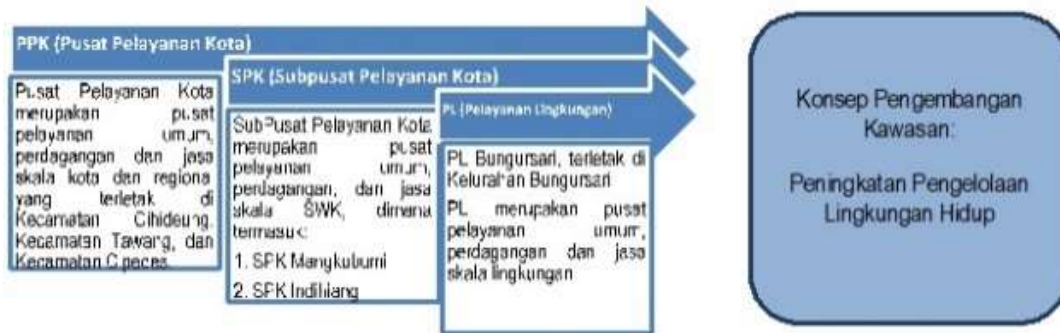 PPK (Pusat Pelayanan Kota)
Pusat Pelayanan Kota
merupakan pusat
pelayanan umum,
perdagangan dan jasa
skala kota dan regional
yang terletak di
Kecamatan Cihideung,
Kecamatan Tawang, dan
Kecamatan Cipedes
SPK (Subpusat Pelayanan Kota)
SubPusat Pelayanan Kota
merupakan pusat
pelayanan umum,
perdagangan, dan jasa
skala SWK, dimana
termasuk:
1. SPK Mangkubumi
2. SPK Indihiang
PL (Pelayanan Lingkungan)
PL Bungursari, terletak di
Kelurahan Bungursari
PL merupakan pusat
pelayanan umum,
perdagangan dan jasa
skala lingkungan
Konsep Pengembangan
Kawasan:
Peningkatan Pengelolaan
Lingkungan Hidup